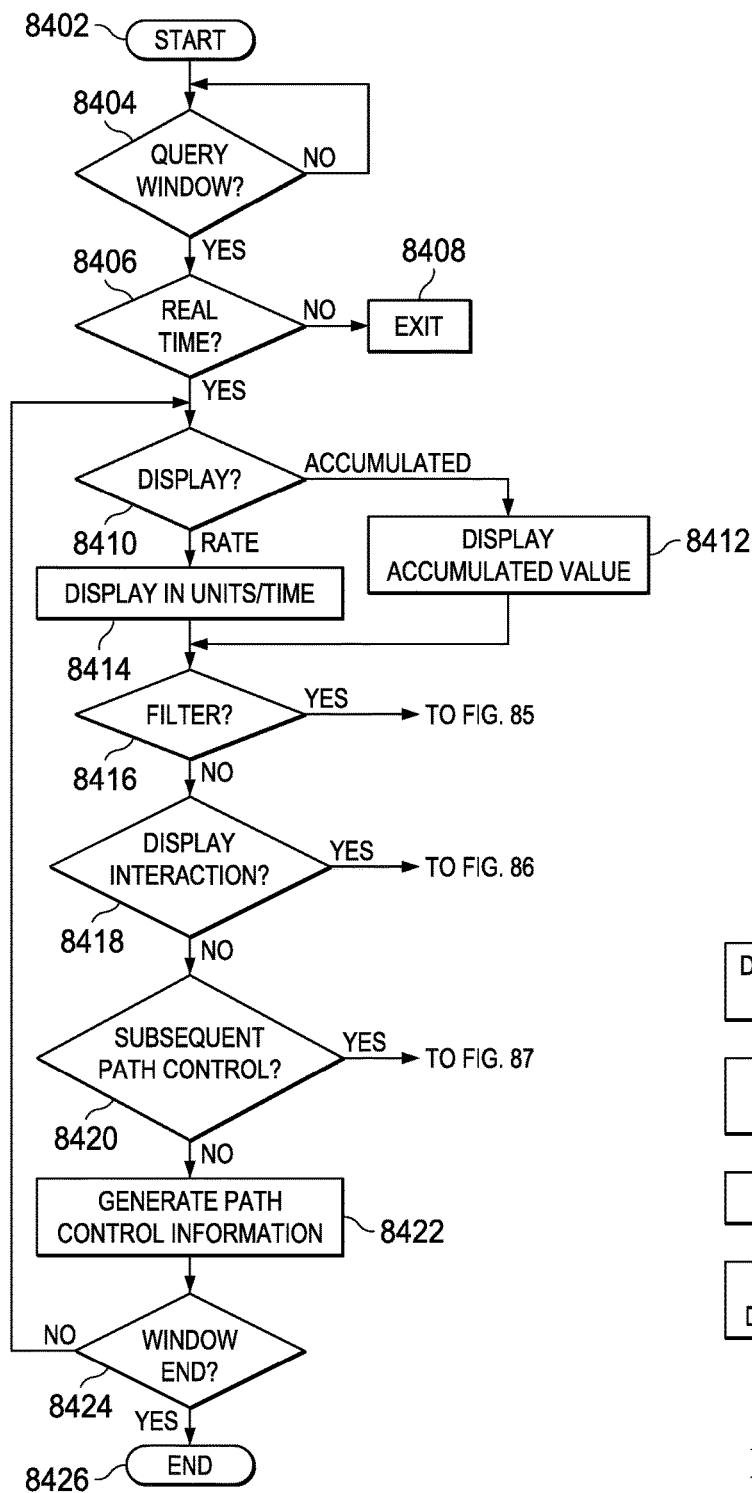 8402
START
8404
QUERY
WINDOW?
NO
YES
8406
REAL
TIME?
NO
8408
EXIT
YES
DISPLAY?
ACCUMULATED
8410
RATE
DISPLAY
ACCUMULATED VALUE
8412
DISPLAY IN UNITS/TIME
8414
FILTER?
YES
TO FIG. 85
8416
NO
DISPLAY
INTERACTION?
YES
TO FIG. 86
8418
NO
SUBSEQUENT
PATH CONTROL?
YES
TO FIG. 87
8420
NO
GENERATE PATH
CONTROL INFORMATION
8422
NO
WINDOW
END?
8424
YES
END
8426
D
D